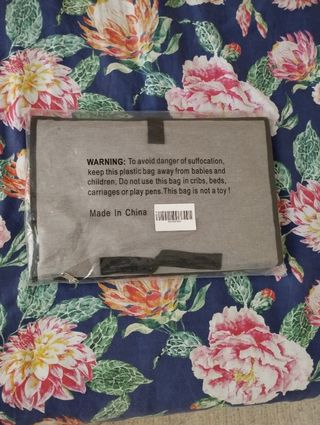 WARNING: To avoid danger of suffocation,
keep this plastic bag away from babies and
children. Do not use this bag in cribs, beds,
carriages or play pens.This bag is not a toy!
Made In China